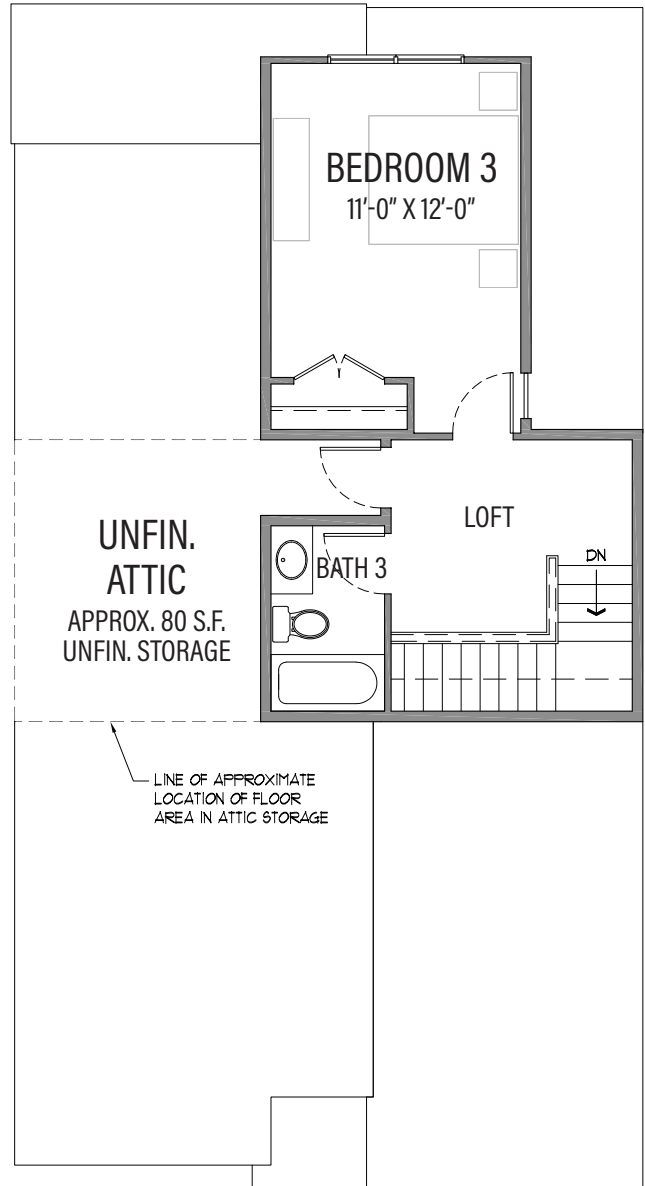 BEDROOM 3
11'-0" X 12'-0"
LOFT
DN
UNFIN.
ATTIC
APPROX. 80 S.F.
UNFIN. STORAGE
BATH 3
LINE OF APPROXIMATE
LOCATION OF FLOOR
AREA IN ATTIC STORAGE